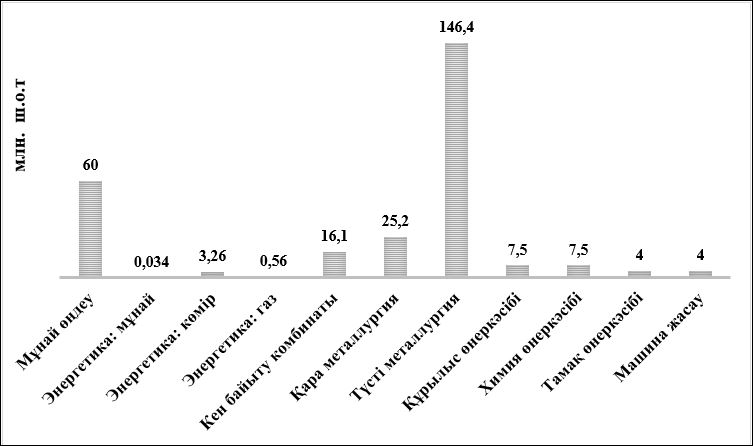 млн. ш.о.т
146,4
60
0,034
3,26
0,56
16,1
25,2
7,5
7,5
4
4
Мұнай өңдеу
Энергетика: мұнай
Энергетика: көмір
Энергетика: газ
Кен байыту комбинаты
Қара металлургия
Түсті металлургия
Құрылыс өнеркәсібі
Химия өнеркәсібі
Тамақ өнеркәсібі
Машина жасау